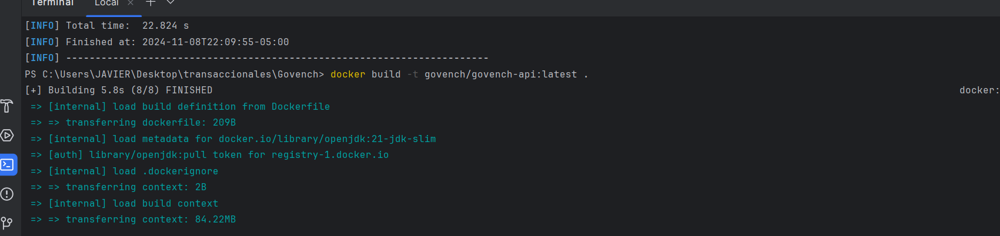 Terminal Local
[INFO] Total time:  22.824 s
[INFO] Finished at: 2024-11-08T22:09:55-05:00
[INFO] ------------------------------------------------------------------------
PS C:\Users\JAVIER\Desktop\transaccionales\Govench> docker build -t govench/govench-api:latest .
[+] Building 5.8s (8/8) FINISHED docker:
=> [internal] load build definition from Dockerfile
=> => transferring dockerfile: 209B
=> [internal] load metadata for docker.io/library/openjdk:21-jdk-slim
=> [auth] library/openjdk:pull token for registry-1.docker.io
=> [internal] load .dockerignore
=> => transferring context: 2B
=> [internal] load build context
=> => transferring context: 84.22MB